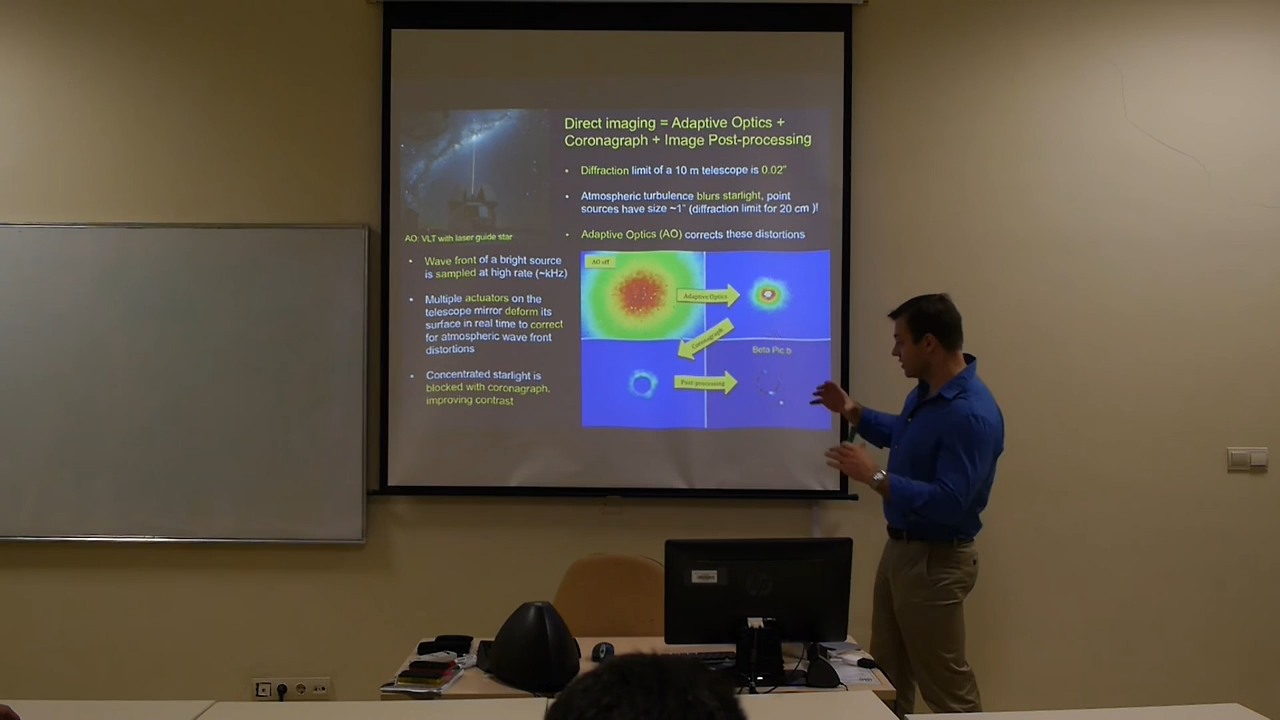 Direct imaging = Adaptive Optics +
Coronagraph + Image Post-processing
• Diffraction limit of a 10 m telescope is 0.02"
• Atmospheric turbulence blurs starlight, point
sources have size ~1" (diffraction limit for 20 cm )!
• Adaptive Optics (AO) corrects these distortions
AO: VLT with laser guide star
• Wave front of a bright source
is sampled at high rate (~kHz)
• Multiple actuators on the
telescope mirror deform its
surface in real time to correct
for atmospheric wave front
distortions
• Concentrated starlight is
blocked with coronagraph,
improving contrast
AO off
Adaptive Optics
Coronagraph
Beta Pic b
Post-processing
hp